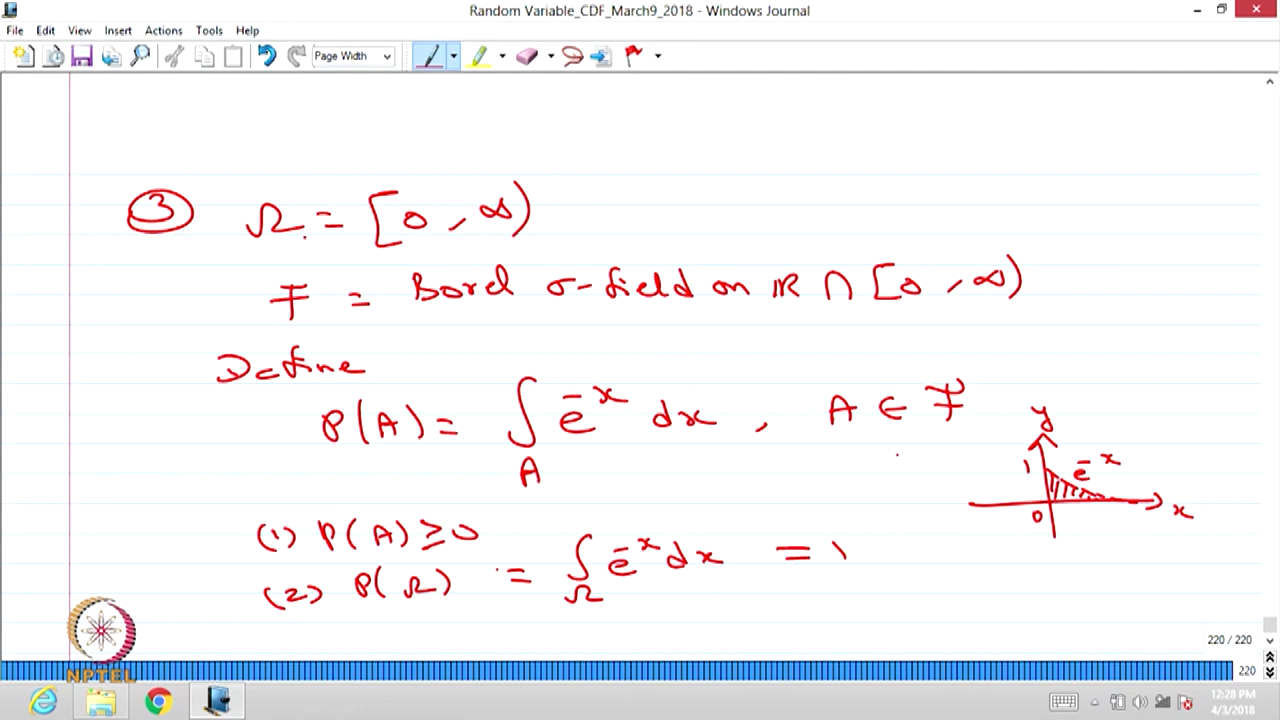 Random Variable_CDF_March9_2018 - Windows Journal
File Edit View Insert Actions Tools Help
Page Width
③ Ω = [0, ∞)
F = Borel σ-field on ℝ ∩ [0, ∞)
Define
P(A) = ∫_A e^{-x} dx, A ∈ F
y
1 e^{-x}
0 x
(1) P(A) ≥ 0
(2) P(Ω) = ∫_Ω e^{-x} dx = 1
NPTEL
220 / 220
220
12:28 PM
4/3/2018